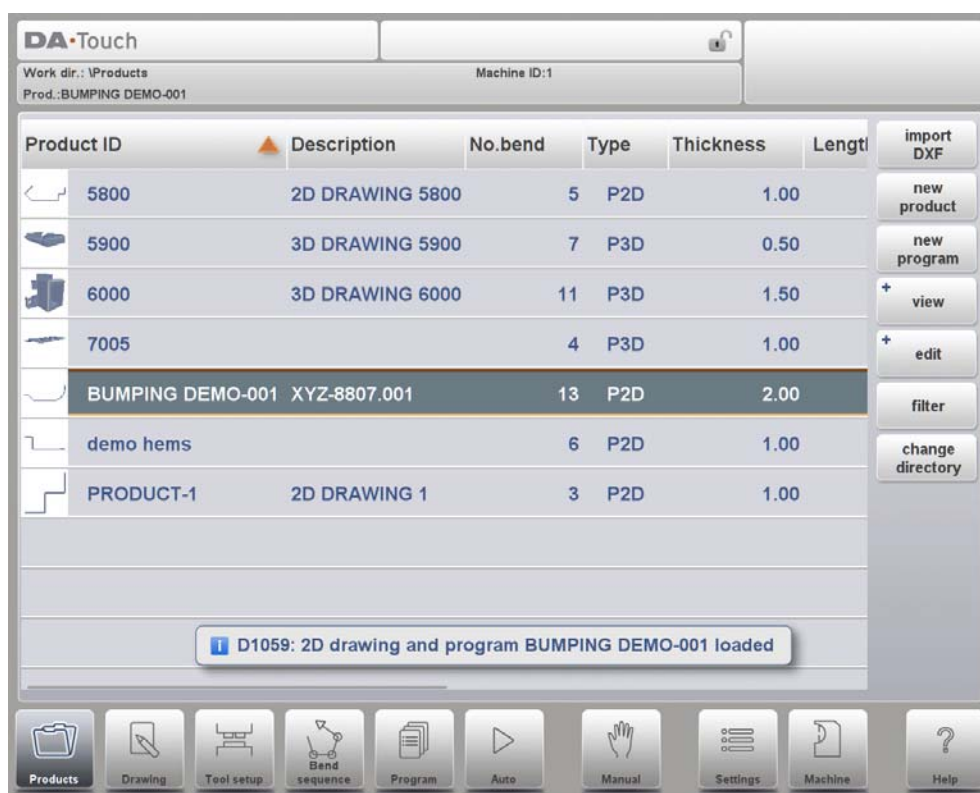 DA·Touch
Work dir.: \Products Machine ID:1
Prod.:BUMPING DEMO-001
Product ID Description No.bend Type Thickness Lengtl
5800 2D DRAWING 5800 5 P2D 1.00
5900 3D DRAWING 5900 7 P3D 0.50
6000 3D DRAWING 6000 11 P3D 1.50
7005 4 P3D 1.00
BUMPING DEMO-001 XYZ-8807.001 13 P2D 2.00
demo hems 6 P2D 1.00
PRODUCT-1 2D DRAWING 1 3 P2D 1.00
import
DXF
new
product
new
program
+ view
+ edit
filter
change
directory
i D1059: 2D drawing and program BUMPING DEMO-001 loaded
Products
Drawing
Tool setup
Bend
sequence
Program
Auto
Manual
Settings
Machine
?
Help